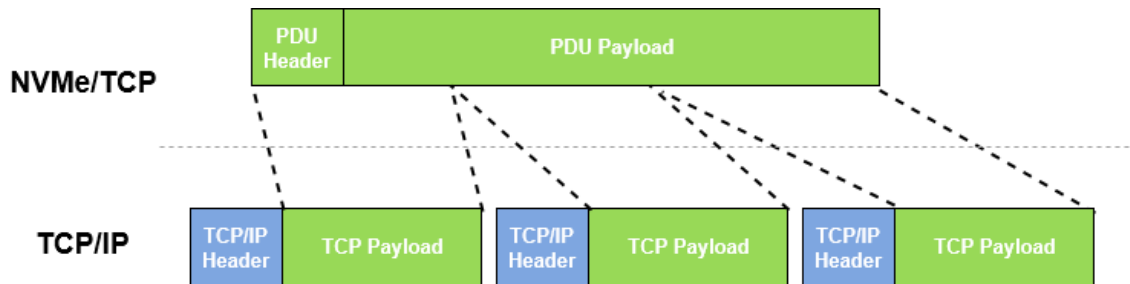 PDU
Header
PDU Payload
NVMe/TCP
TCP/IP
TCP/IP
Header
TCP Payload
TCP/IP
Header
TCP Payload
TCP/IP
Header
TCP Payload